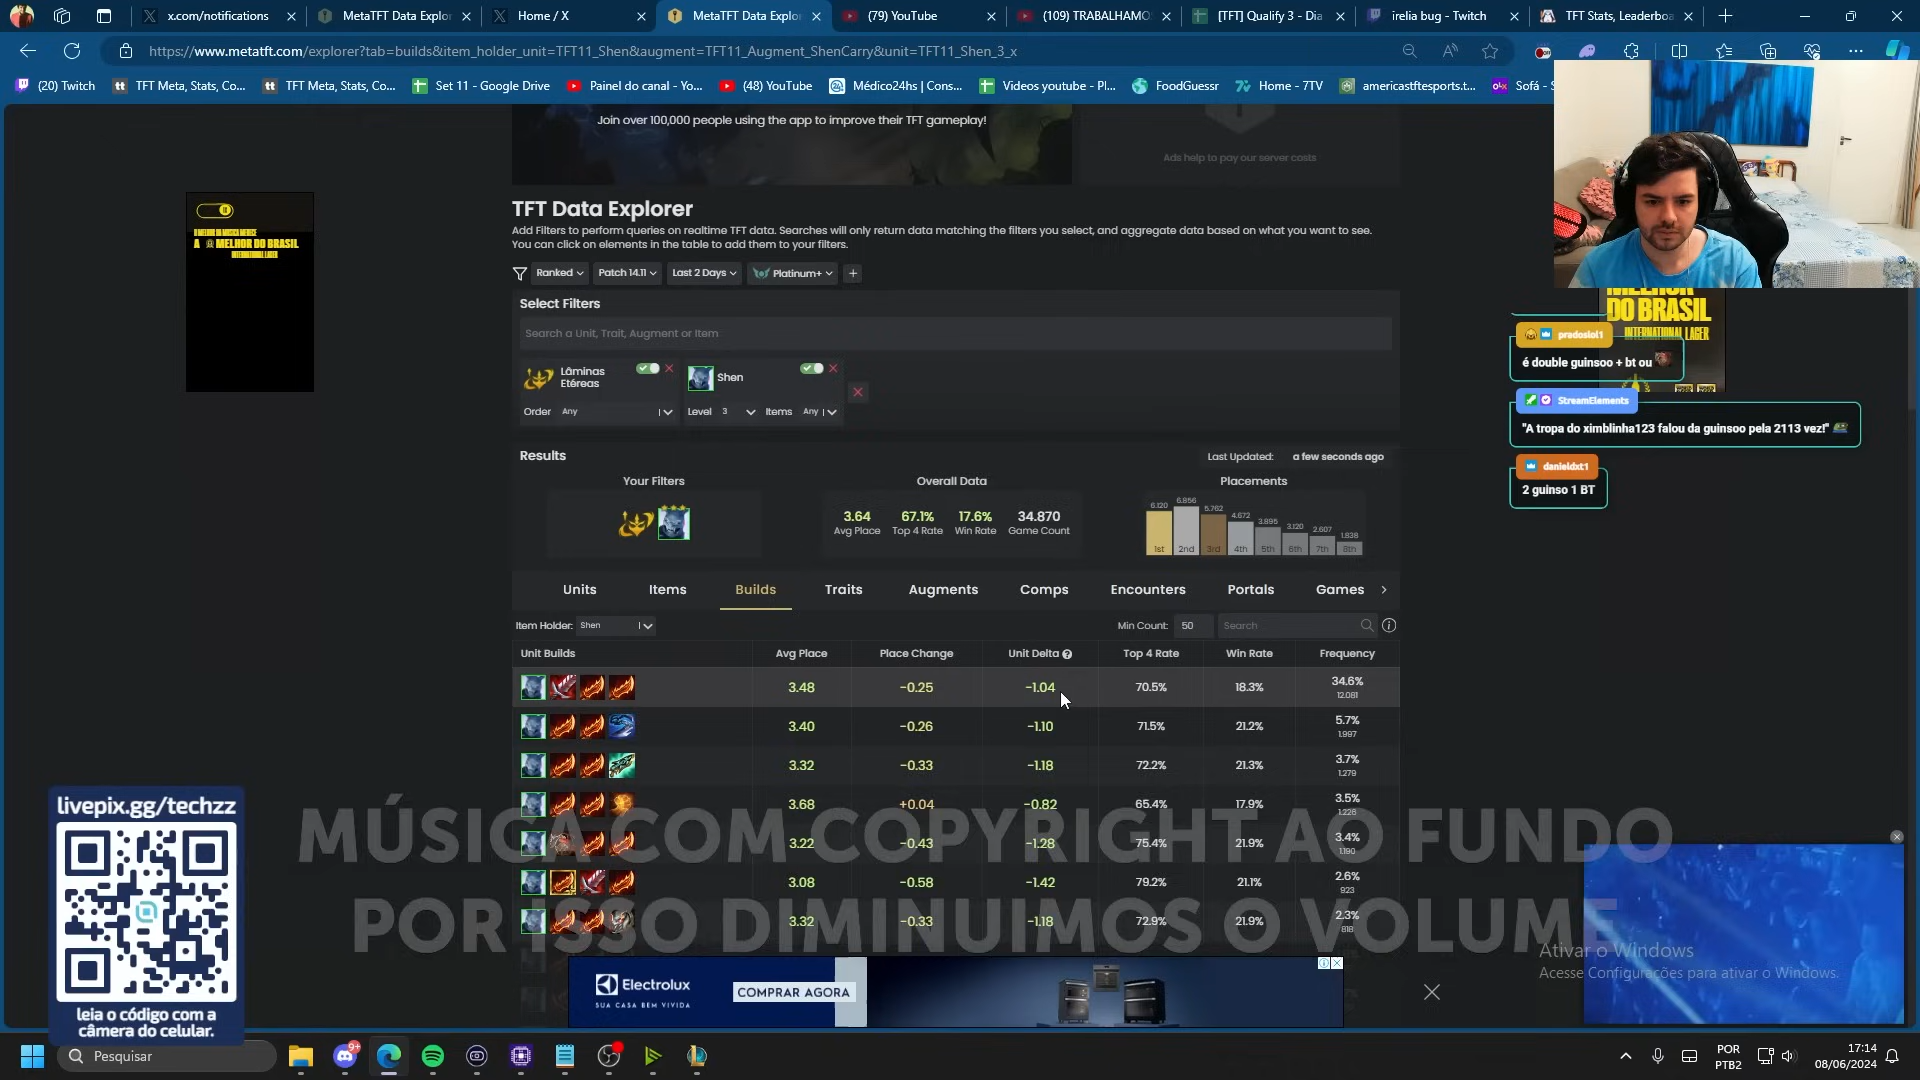 x.com/notifications
MetaTFT Data Explor
Home / X
MetaTFT Data Explor
(79) YouTube
(109) TRABALHAMO
[TFT] Qualify 3 - Dia
irelia bug - Twitch
TFT Stats, Leaderboa
https://www.metatft.com/explorer?tab=builds&item_holder_unit=TFT11_Shen&augment=TFT11_Augment_ShenCarry&unit=TFT11_Shen_3_x
(20) Twitch
TFT Meta, Stats, Co...
TFT Meta, Stats, Co...
Set 11 - Google Drive
Painel do canal - Yo...
(48) YouTube
Médico24hs | Cons...
Videos youtube - Pl...
FoodGuessr
Home - 7TV
americastftesports.t...
Sofá - S
Join over 100,000 people using the app to improve their TFT gameplay!
Ads help to pay our server costs
A MELHOR DO BRASIL
INTERNATIONAL LAGER
TFT Data Explorer
Add Filters to perform queries on realtime TFT data. Searches will only return data matching the filters you select, and aggregate data based on what you want to see.
You can click on elements in the table to add them to your filters.
Ranked
Patch 14.11
Last 2 Days
Platinum+
Select Filters
Search a Unit, Trait, Augment or Item
Lâminas Etéreas
Shen
Order Any
Level 3 Items Any
Results
Last Updated: a few seconds ago
Your Filters
Overall Data
Placements
3.64 67.1% 17.6% 34.870
Avg Place Top 4 Rate Win Rate Game Count
6.120 6.856 5.762 4.672 3.895 3.120 2.607 1.838
1st 2nd 3rd 4th 5th 6th 7th 8th
Units Items Builds Traits Augments Comps Encounters Portals Games
Item Holder: Shen
Min Count: 50
Search
Unit Builds Avg Place Place Change Unit Delta Top 4 Rate Win Rate Frequency
3.48 -0.25 -1.04 70.5% 18.3% 34.6%
12.081
3.40 -0.26 -1.10 71.5% 21.2% 5.7%
1.997
3.32 -0.33 -1.18 72.2% 21.3% 3.7%
1.279
3.68 +0.04 -0.82 65.4% 17.9% 3.5%
1.226
3.22 -0.43 -1.28 75.4% 21.9% 3.4%
1.190
3.08 -0.58 -1.42 79.2% 21.1% 2.6%
923
3.32 -0.33 -1.18 72.9% 21.9% 2.3%
818
MELHOR
DO BRASIL
INTERNATIONAL LAGER
predosiol1
é double guinsoo + bt ou
StreamElements
"A tropa do ximblinha123 falou da guinsoo pela 2113 vez!"
danieldxt1
2 guinso 1 BT
livepix.gg/techzz
leia o código com a
câmera do celular.
MÚSICA COM COPYRIGHT AO FUNDO
POR ISSO DIMINUIMOS O VOLUME
Electrolux
SUA CASA BEM VIVIDA
COMPRAR AGORA
Ativar o Windows
Acesse Configurações para ativar o Windows.
Pesquisar
9+
POR
PTB2
17:14
08/06/2024